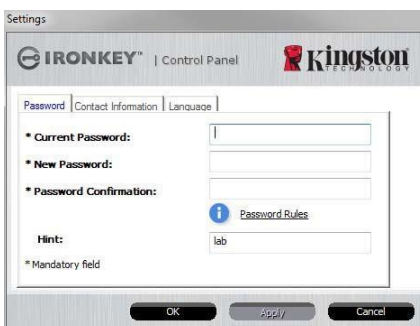 Settings
IRONKEY™ | Control Panel
Kingston
TECHNOLOGY
Password Contact Information Language
* Current Password:
* New Password:
* Password Confirmation:
i Password Rules
Hint: lab
* Mandatory field
OK Apply Cancel